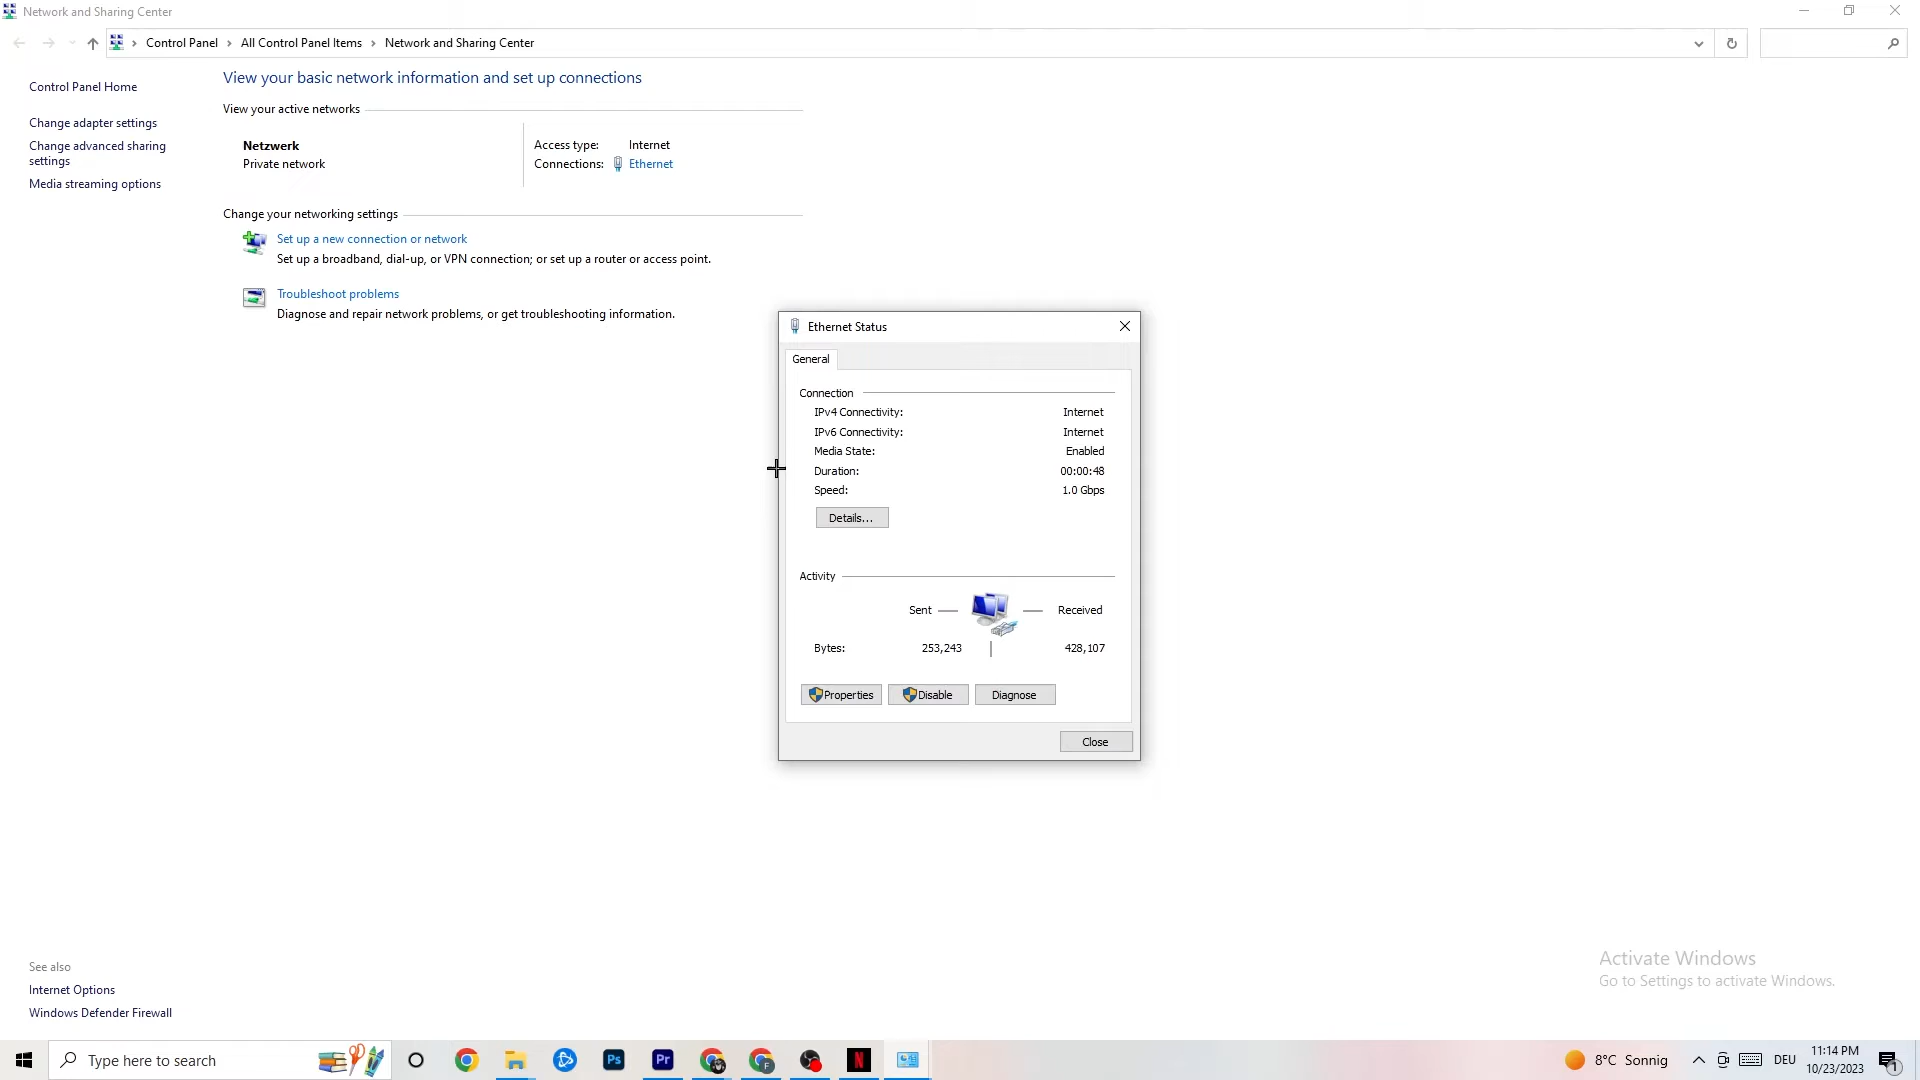 Network and Sharing Center
Control Panel > All Control Panel Items > Network and Sharing Center
Control Panel Home
Change adapter settings
Change advanced sharing
settings
Media streaming options
View your basic network information and set up connections
View your active networks
Netzwerk
Private network
Access type: Internet
Connections: Ethernet
Change your networking settings
Set up a new connection or network
Set up a broadband, dial-up, or VPN connection; or set up a router or access point.
Troubleshoot problems
Diagnose and repair network problems, or get troubleshooting information.
Ethernet Status
General
Connection
IPv4 Connectivity: Internet
IPv6 Connectivity: Internet
Media State: Enabled
Duration: 00:00:48
Speed: 1.0 Gbps
Details...
Activity
Sent Received
Bytes: 253,243 428,107
Properties Disable Diagnose
Close
See also
Internet Options
Windows Defender Firewall
Activate Windows
Go to Settings to activate Windows.
Type here to search
Ps
Pr
F
N
8°C Sonnig
DEU
11:14 PM
10/23/2023
1